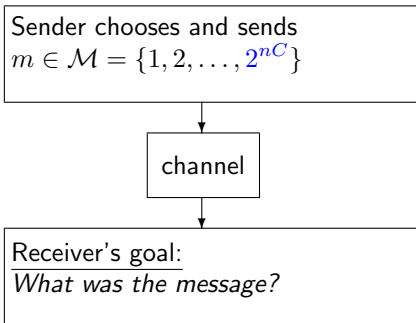 Sender chooses and sends
m ∈ ℳ = {1, 2, . . . , 2^{nC}}
channel
Receiver's goal:
What was the message?